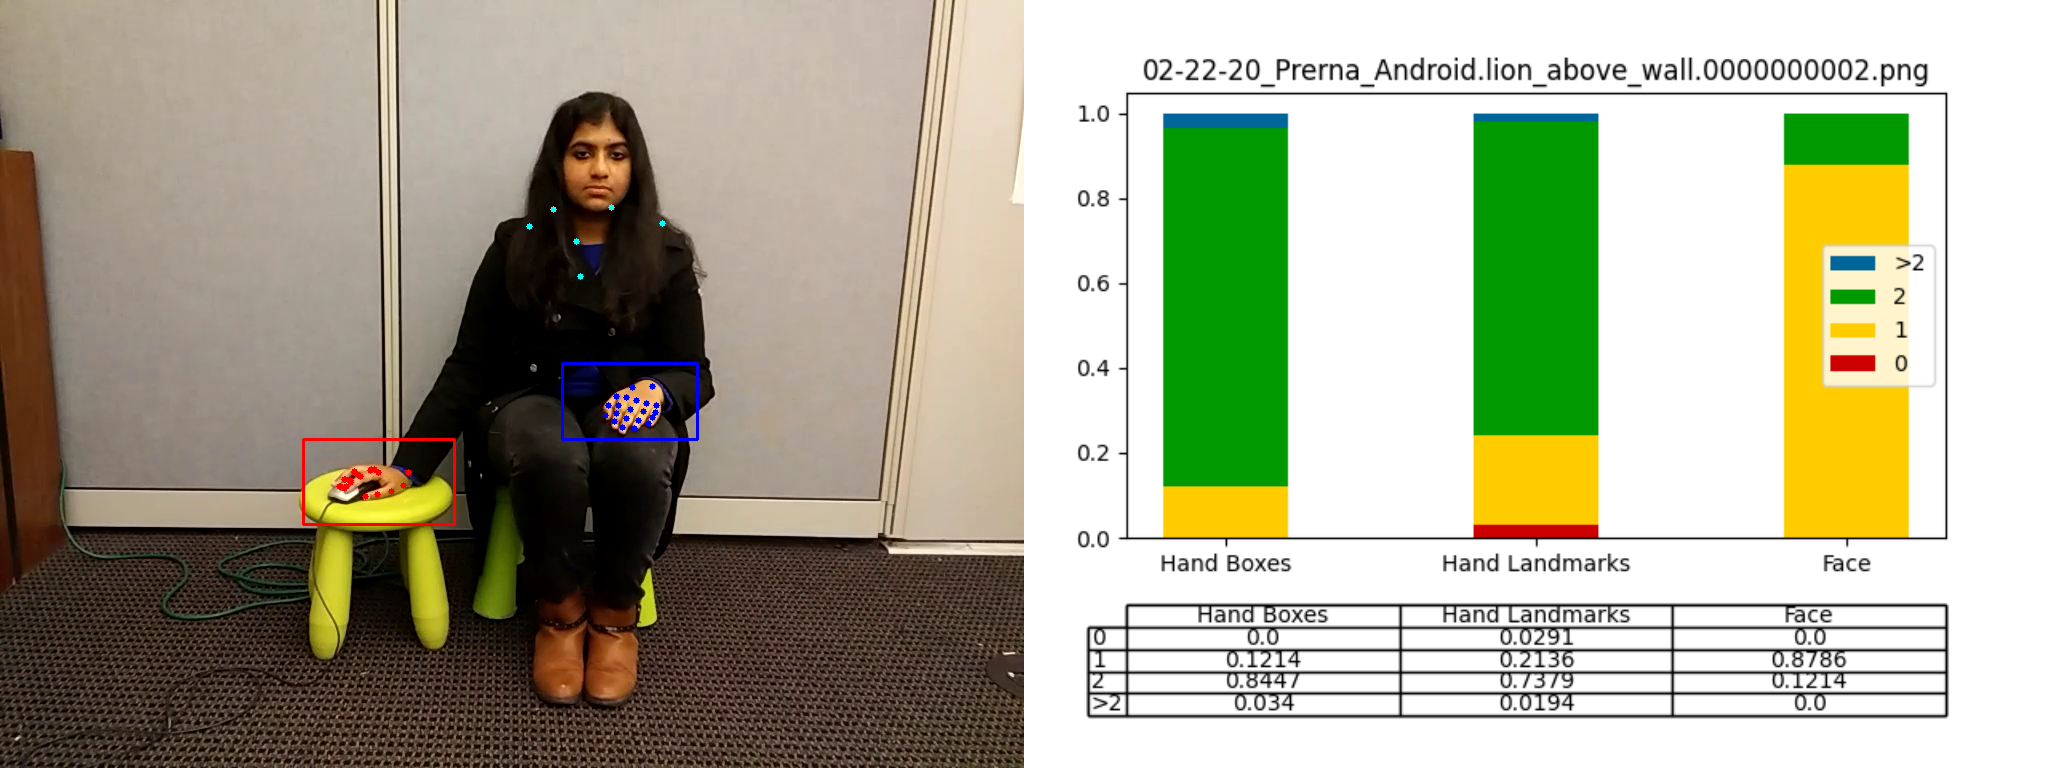 02-22-20_Prerna_Android.lion_above_wall.0000000002.png
1.0
0.8
0.6
0.4
0.2
0.0
>2
2
1
0
Hand Boxes Hand Landmarks Face
Hand Boxes Hand Landmarks Face
0 0.0 0.0291 0.0
1 0.1214 0.2136 0.8786
2 0.8447 0.7379 0.1214
>2 0.034 0.0194 0.0